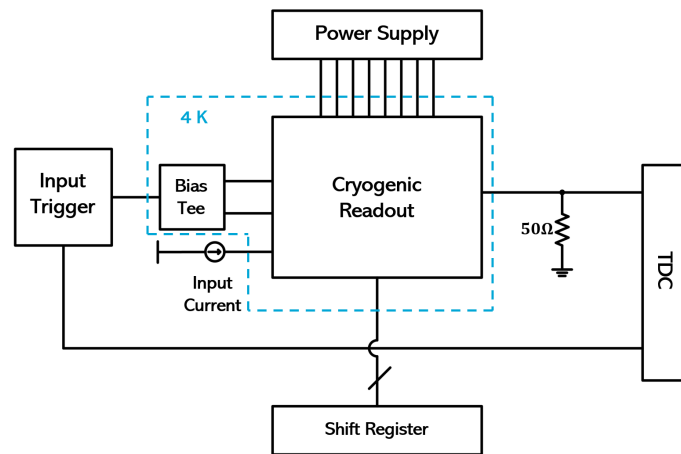 Power Supply
4 K
Input
Trigger
Bias
Tee
Cryogenic
Readout
50Ω
TDC
Input
Current
Shift Register